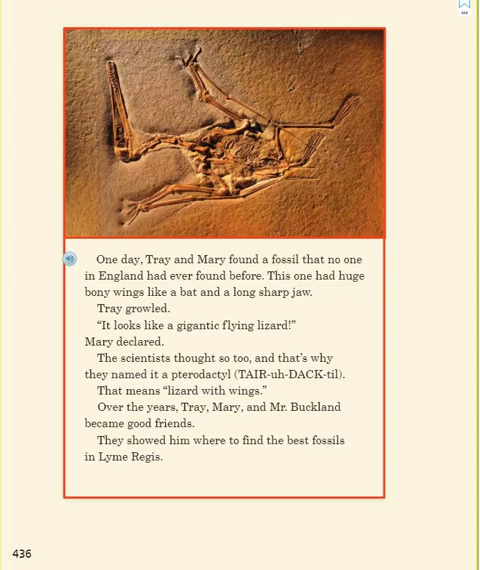 436
One day, Tray and Mary found a fossil that no one
in England had ever found before. This one had huge
bony wings like a bat and a long sharp jaw.
Tray growled.
“It looks like a gigantic flying lizard!”
Mary declared.
The scientists thought so too, and that’s why
they named it a pterodactyl (TAIR-uh-DACK-til).
That means “lizard with wings.”
Over the years, Tray, Mary, and Mr. Buckland
became good friends.
They showed him where to find the best fossils
in Lyme Regis.
436